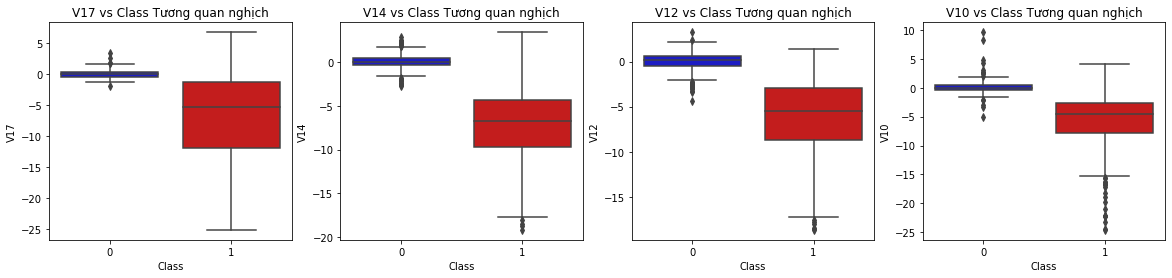 V17 vs Class Tương quan nghịch
5
0
−5
−10
−15
−20
−25
V17
0
1
Class
V14 vs Class Tương quan nghịch
0
−5
−10
−15
−20
V14
0
1
Class
V12 vs Class Tương quan nghịch
0
−5
−10
−15
V12
0
1
Class
V10 vs Class Tương quan nghịch
10
5
0
−5
−10
−15
−20
−25
V10
0
1
Class